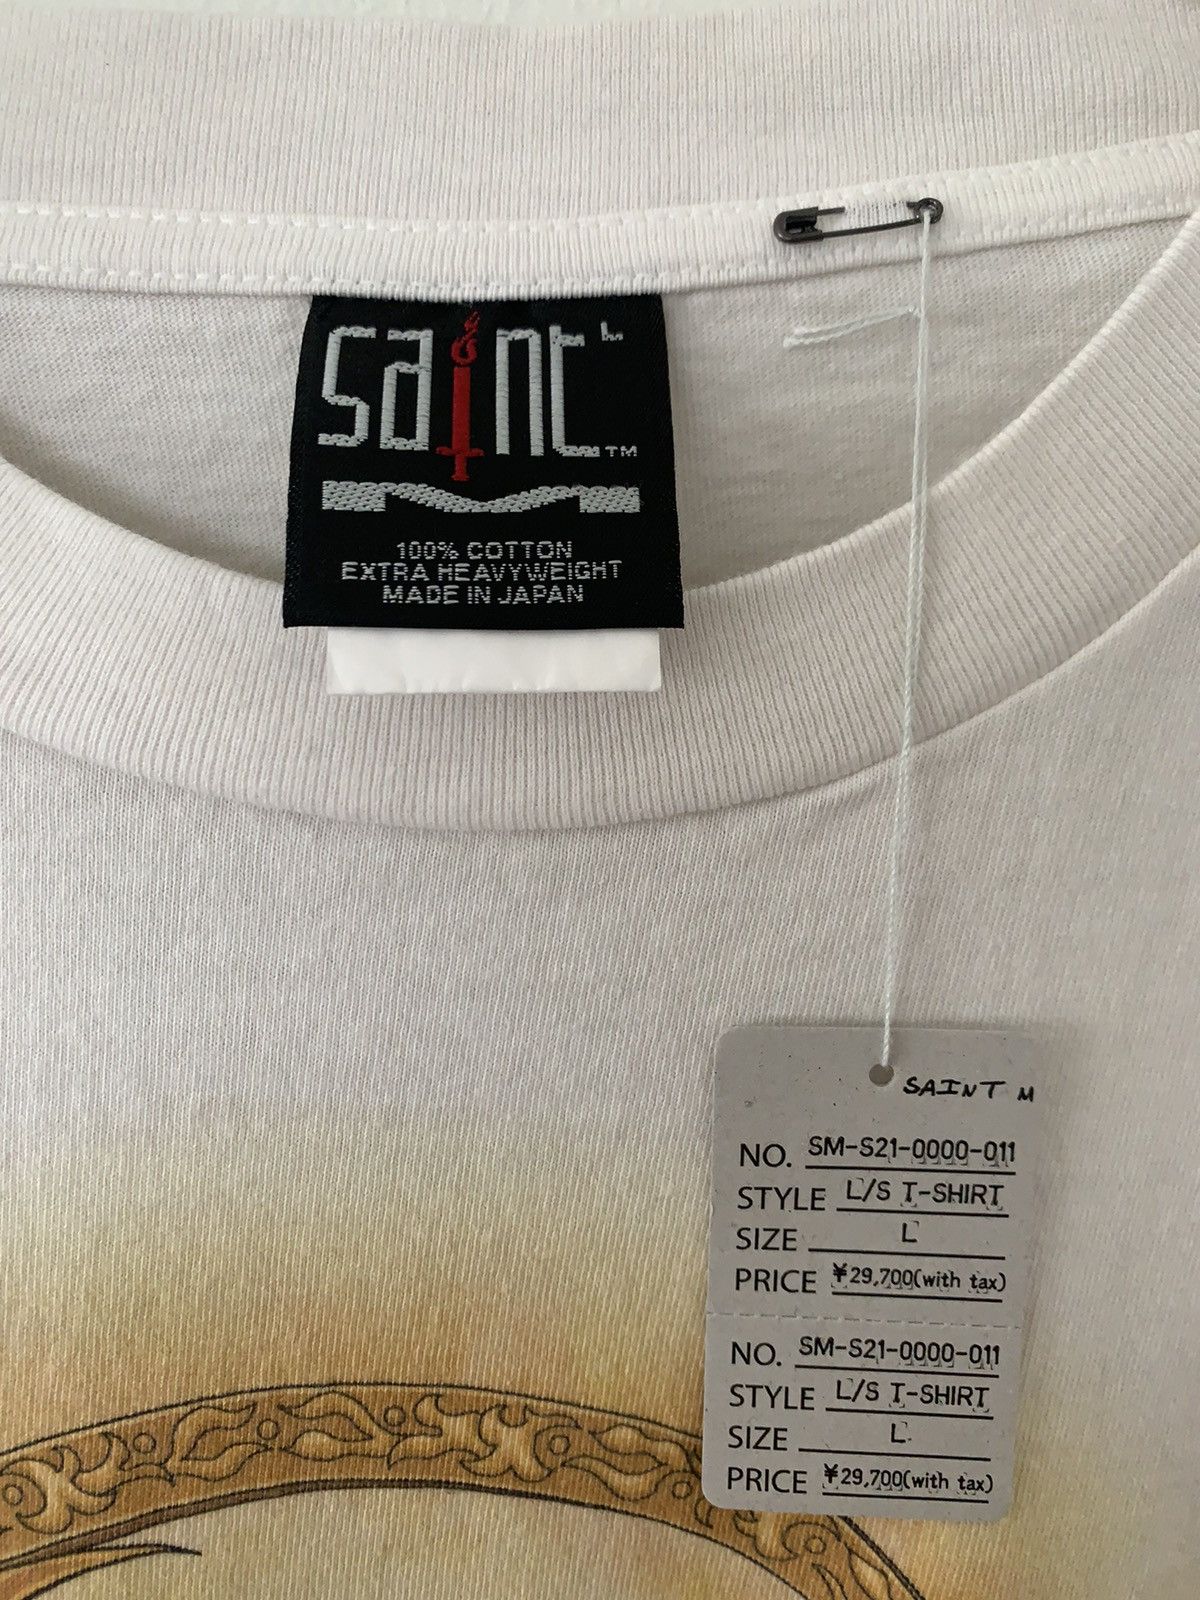 saint L
TM
M
100% COTTON
EXTRA HEAVYWEIGHT
MADE IN JAPAN
SAINT M
NO. SM-S21-0000-011
STYLE L/S T-SHIRT
SIZE L
PRICE ¥29,700(with tax)
NO. SM-S21-0000-011
STYLE L/S T-SHIRT
SIZE L
PRICE ¥29,700(with tax)